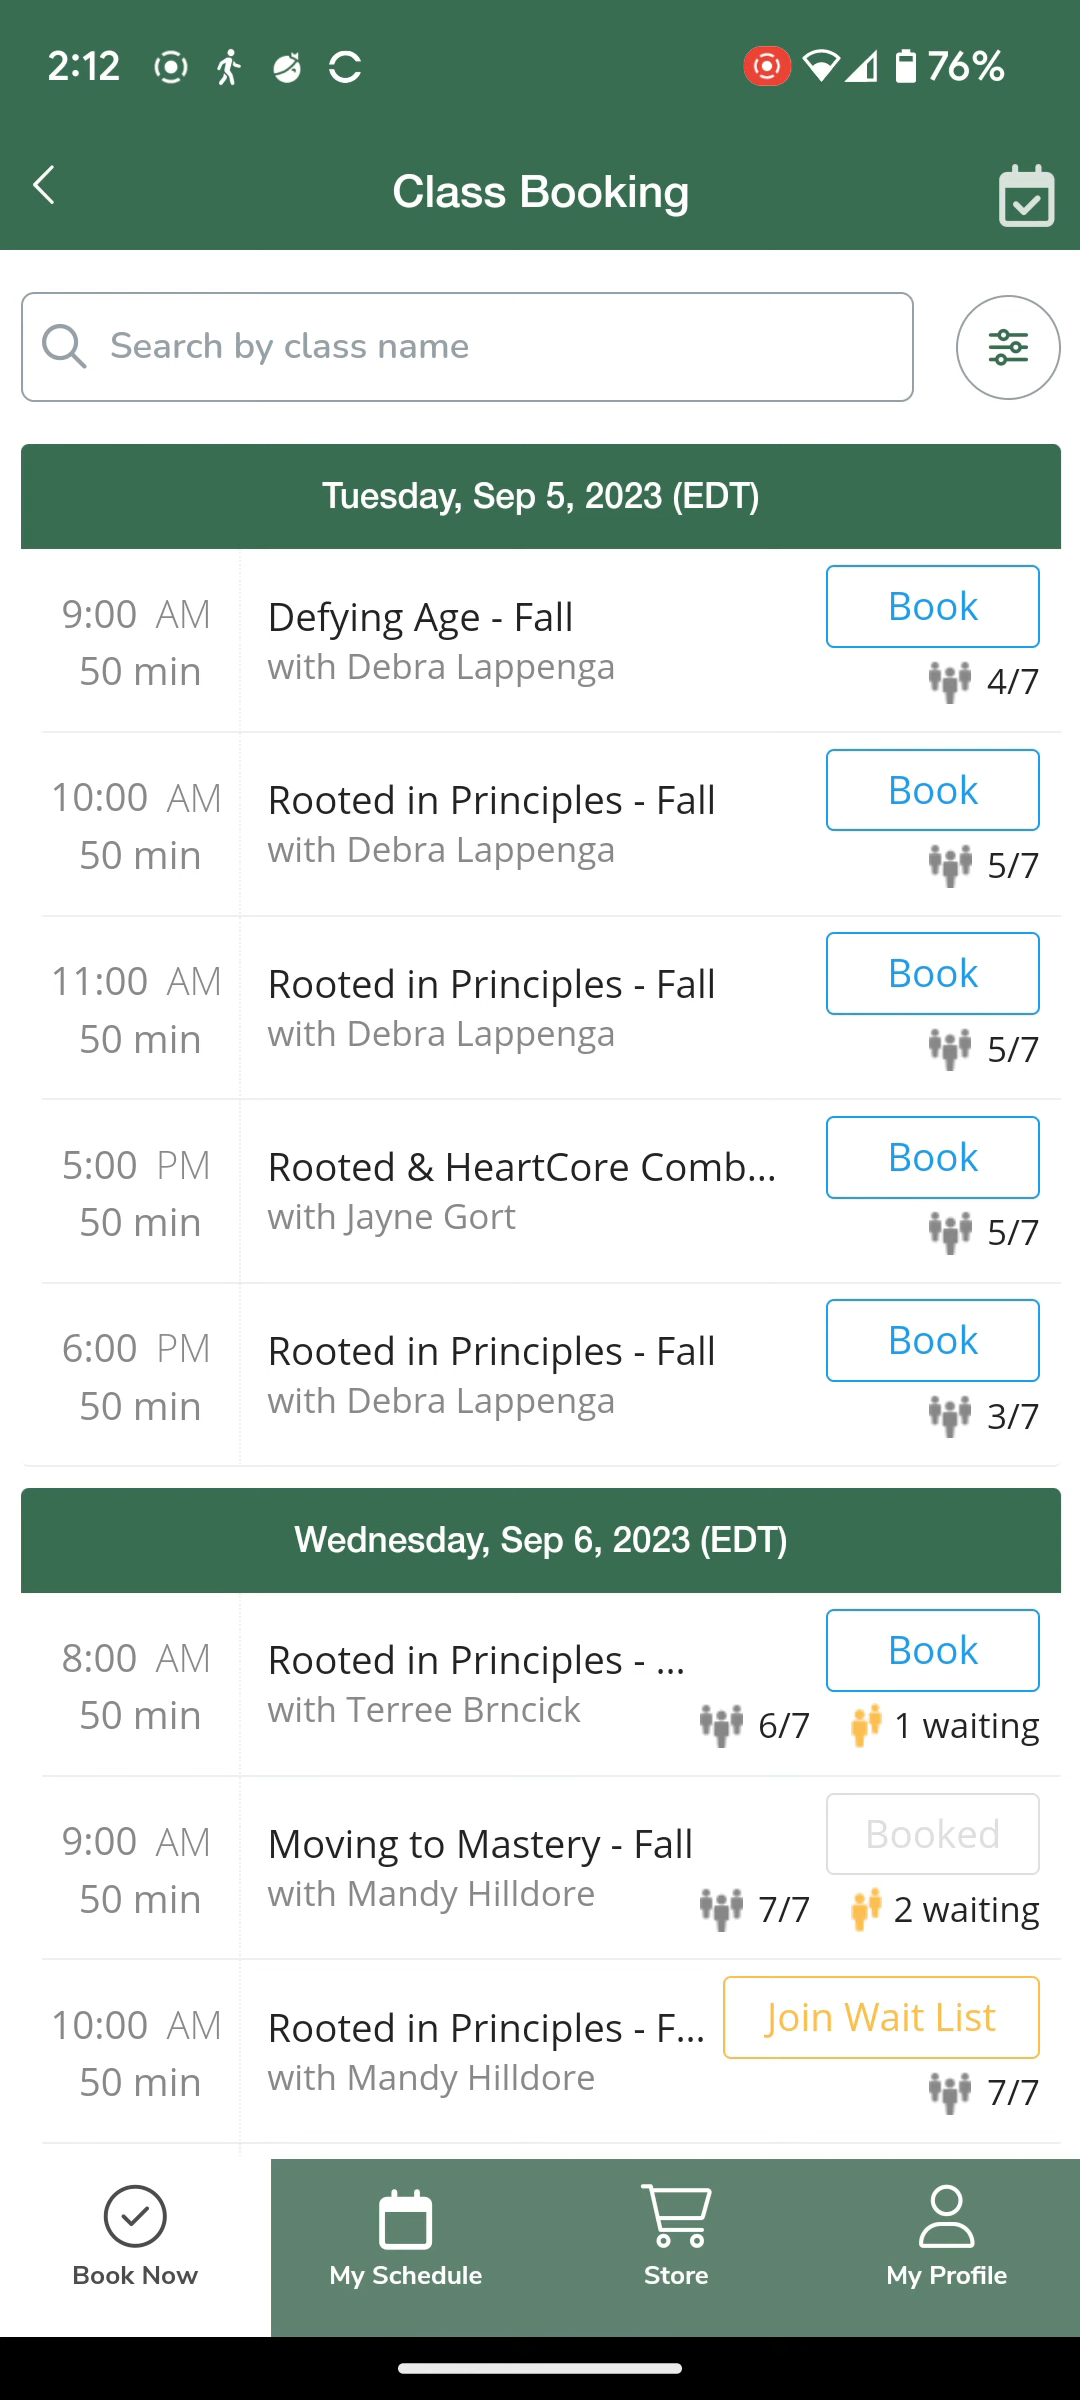 2:12
76%
Class Booking
Search by class name
Tuesday, Sep 5, 2023 (EDT)
9:00 AM
50 min
Defying Age - Fall
with Debra Lappenga
Book
4/7
10:00 AM
50 min
Rooted in Principles - Fall
with Debra Lappenga
Book
5/7
11:00 AM
50 min
Rooted in Principles - Fall
with Debra Lappenga
Book
5/7
5:00 PM
50 min
Rooted & HeartCore Comb...
with Jayne Gort
Book
5/7
6:00 PM
50 min
Rooted in Principles - Fall
with Debra Lappenga
Book
3/7
Wednesday, Sep 6, 2023 (EDT)
8:00 AM
50 min
Rooted in Principles - ...
with Terree Brncick
Book
6/7
1 waiting
9:00 AM
50 min
Moving to Mastery - Fall
with Mandy Hilldore
Booked
7/7
2 waiting
10:00 AM
50 min
Rooted in Principles - F...
with Mandy Hilldore
Join Wait List
7/7
Book Now
My Schedule
Store
My Profile